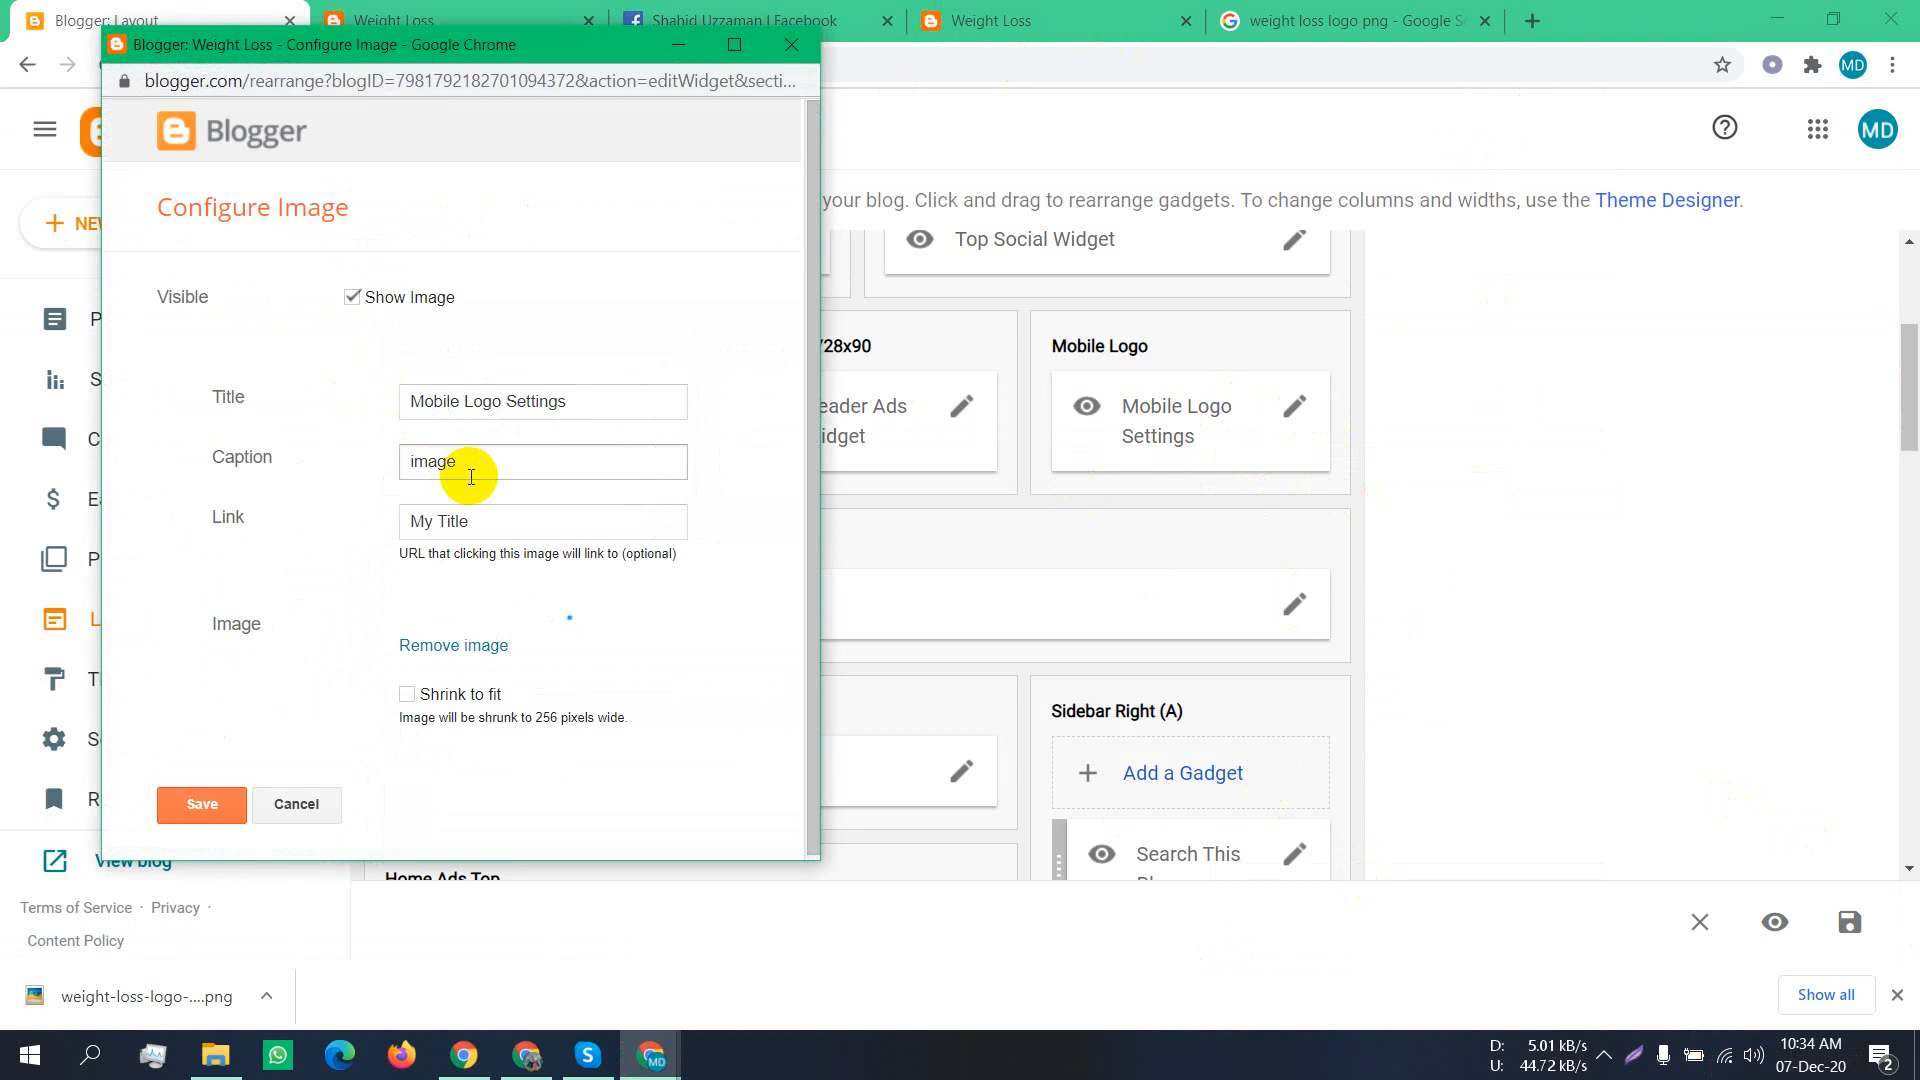 Blogger: Layout
Weight Loss
Shahid Uzzaman | Facebook
Weight Loss
weight loss logo png - Google Se
Blogger: Weight Loss - Configure Image - Google Chrome
blogger.com/rearrange?blogID=7981792182701094372&action=editWidget&secti...
MD
Blogger
MD
Configure Image
your blog. Click and drag to rearrange gadgets. To change columns and widths, use the Theme Designer.
NEW
Top Social Widget
Visible
Show Image
728x90
Mobile Logo
Title
Mobile Logo Settings
eader Ads
idget
Mobile Logo
Settings
Caption
image
Link
My Title
URL that clicking this image will link to (optional)
Image
Remove image
Shrink to fit
Image will be shrunk to 256 pixels wide.
Sidebar Right (A)
Add a Gadget
Save
Cancel
Search This
View blog
Home Ads Top
Terms of Service · Privacy ·
Content Policy
weight-loss-logo-....png
Show all
D: 5.01 kB/s
U: 44.72 kB/s
10:34 AM
07-Dec-20
2
MD